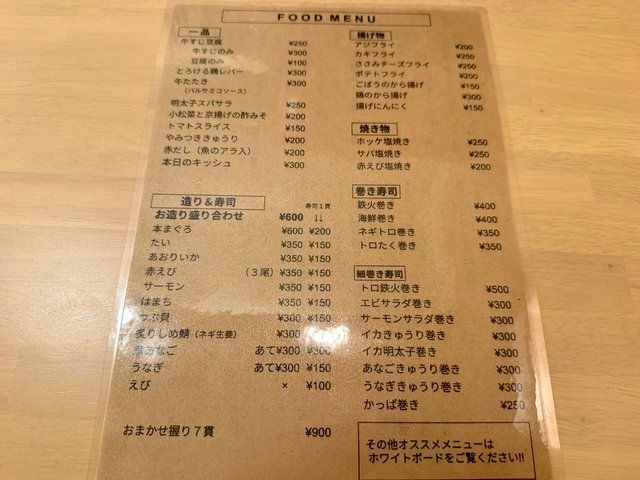 FOOD MENU
一品
牛すじ豆腐 ¥250
牛すじのみ ¥300
豆腐のみ ¥100
とろける鶏レバー ¥300
牛たたき ¥300
(バルサミコソース)
明太子スパサラ ¥250
小松菜と京揚げの酢みそ ¥200
トマトスライス ¥150
やみつききゅうり ¥200
赤だし(魚のアラ入) ¥200
本日のキッシュ ¥300
造り&寿司 寿司1貫
お造り盛り合わせ ¥600 ↓↓
本まぐろ ¥600 ¥200
たい ¥350 ¥150
あおりいか ¥350 ¥150
赤えび (3尾) ¥350 ¥150
サーモン ¥350 ¥150
はまち ¥350 ¥150
つぶ貝 ¥300 ¥150
炙りしめ鯖(ネギ生姜) ¥300 ¥150
煮あなご あて¥300 ¥300
うなぎ あて¥300 ¥150
えび × ¥100
おまかせ握り7貫 ¥900
揚げ物
アジフライ ¥200
カキフライ ¥250
ささみチーズフライ ¥250
ポテトフライ ¥200
ごぼうのから揚げ ¥150
鶏のから揚げ ¥300
揚げにんにく ¥150
焼き物
ホッケ塩焼き ¥250
サバ塩焼き ¥250
赤えび塩焼き ¥200
巻き寿司
鉄火巻き ¥400
海鮮巻き ¥400
ネギトロ巻き ¥350
トロたく巻き ¥350
細巻き寿司
トロ鉄火巻き ¥500
エビサラダ巻き ¥300
サーモンサラダ巻き ¥300
イカきゅうり巻き ¥300
イカ明太子巻き ¥300
あなごきゅうり巻き ¥300
うなぎきゅうり巻き ¥300
かっぱ巻き ¥250
その他オススメメニューは
ホワイトボードをご覧ください!!